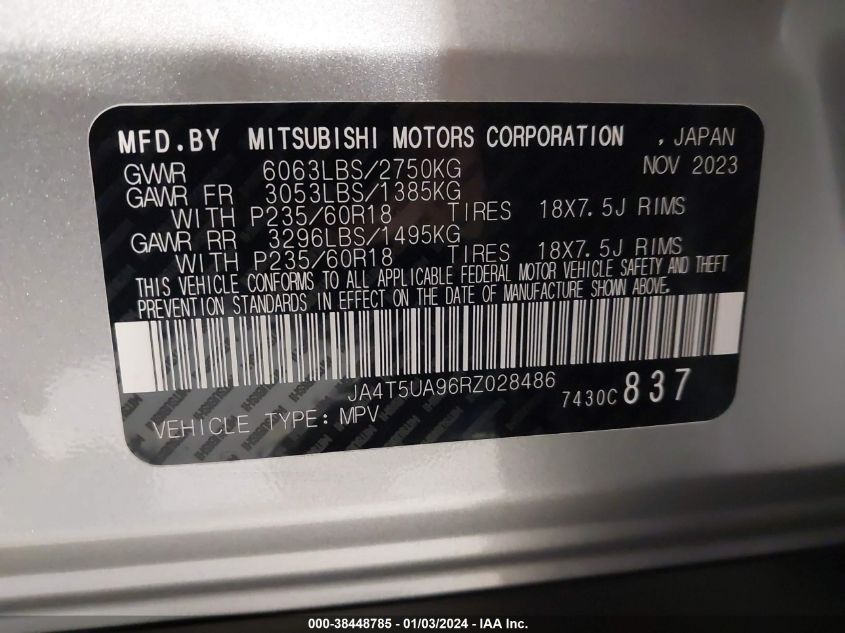 MFD.BY MITSUBISHI MOTORS CORPORATION , JAPAN
GVWR 6063LBS/2750KG NOV 2023
GAWR FR 3053LBS/1385KG
WITH P235/60R18 TIRES 18X7.5J RIMS
GAWR RR 3296LBS/1495KG
WITH P235/60R18 TIRES 18X7.5J RIMS
THIS VEHICLE CONFORMS TO ALL APPLICABLE FEDERAL MOTOR VEHICLE SAFETY AND THEFT
PREVENTION STANDARDS IN EFFECT ON THE DATE OF MANUFACTURE SHOWN ABOVE.
JA4T5UA96RZ028486
7430C 837
VEHICLE TYPE: MPV
000-38448785 - 01/03/2024 - IAA Inc.